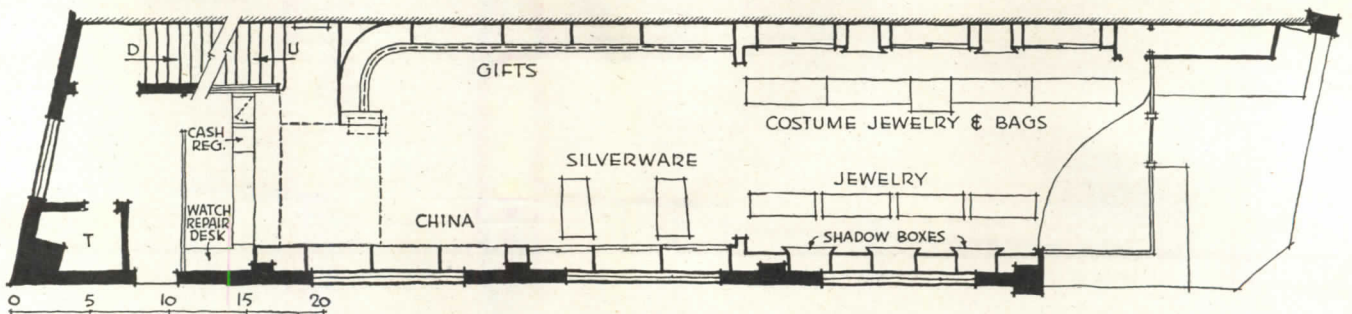 D
U
GIFTS
COSTUME JEWELRY & BAGS
CASH
REG.
SILVERWARE
JEWELRY
WATCH
REPAIR
DESK
CHINA
T
SHADOW BOXES
0 5 10 15 20